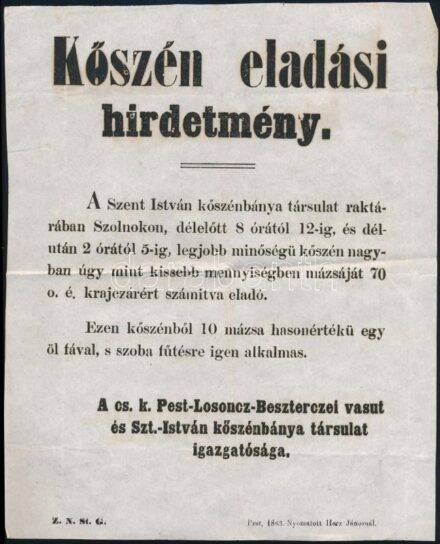 Kőszén eladási
hirdetmény.
A Szent István kőszénbánya társulat raktá-
rában Szolnokon, délelőtt 8 órától 12-ig, és dél-
után 2 órától 5-ig, legjobb minőségü kőszén nagy-
ban úgy mint kissebb mennyiségben mázsáját 70
o. é. krajczárért számitva eladó.
Ezen kőszénből 10 mázsa hasonértékü egy
öl fával, s szoba fűtésre igen alkalmas.
A cs. k. Pest-Losoncz-Beszterczei vasut
és Szt.-István kőszénbánya társulat
igazgatósága.
Z. N. St. G.
Pest, 1863. Nyomatott Herz Jánosnál.